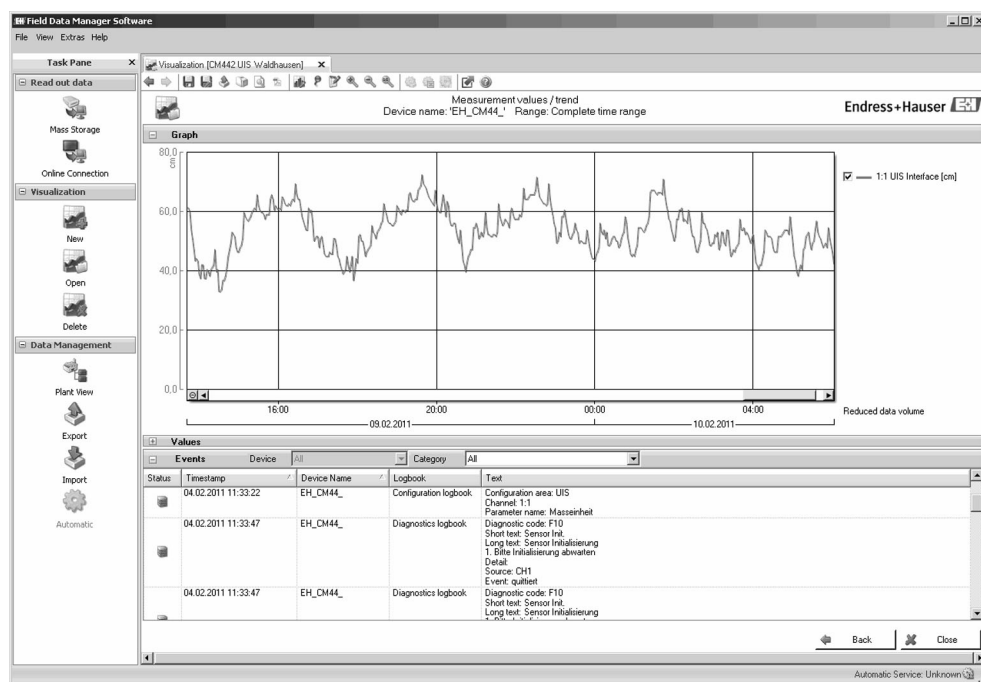 Field Data Manager Software
File View Extras Help
Task Pane
Read out data
Mass Storage
Online Connection
Visualization
New
Open
Delete
Data Management
Plant View
Export
Import
Automatic
Visualization [CM442 UIS Waldhausen]
Measurement values / trend
Device name: 'EH_CM44_' Range: Complete time range
Endress+Hauser EH
Graph
80,0
cm
60,0
40,0
20,0
0,0
1:1 UIS Interface [cm]
16:00 20:00 00:00 04:00
Reduced data volume
09.02.2011 10.02.2011
Values
Events Device All Category All
Status Timestamp Device Name Logbook Text
04.02.2011 11:33:22 EH_CM44_ Configuration logbook Configuration area: UIS
Channel: 1:1
Parameter name: Masseinheit
04.02.2011 11:33:47 EH_CM44_ Diagnostics logbook Diagnostic code: F10
Short text: Sensor Init.
Long text: Sensor Initialisierung
1. Bitte Initialisierung abwarten
Detail:
Source: CH1
Event: quittiert
04.02.2011 11:33:47 EH_CM44_ Diagnostics logbook Diagnostic code: F10
Short text: Sensor Init.
Long text: Sensor Initialisierung
Back Close
Automatic Service: Unknown